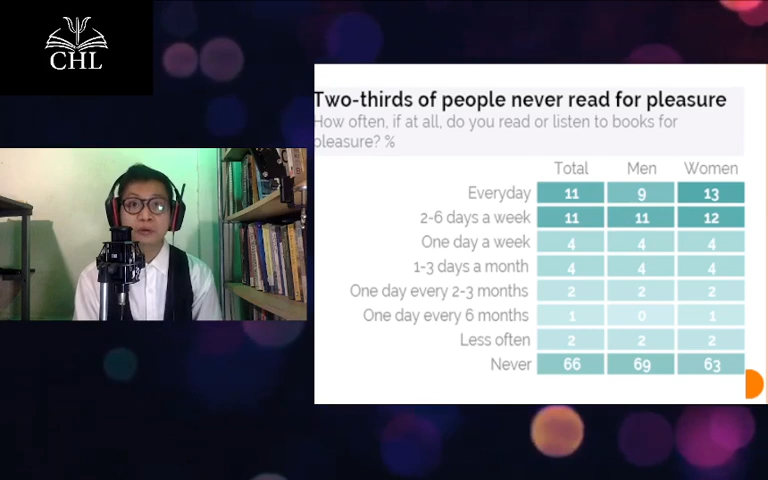 CHL
Two-thirds of people never read for pleasure
How often, if at all, do you read or listen to books for
pleasure? %
Total Men Women
Everyday 11 9 13
2-6 days a week 11 11 12
One day a week 4 4 4
1-3 days a month 4 4 4
One day every 2-3 months 2 2 2
One day every 6 months 1 0 1
Less often 2 2 2
Never 66 69 63